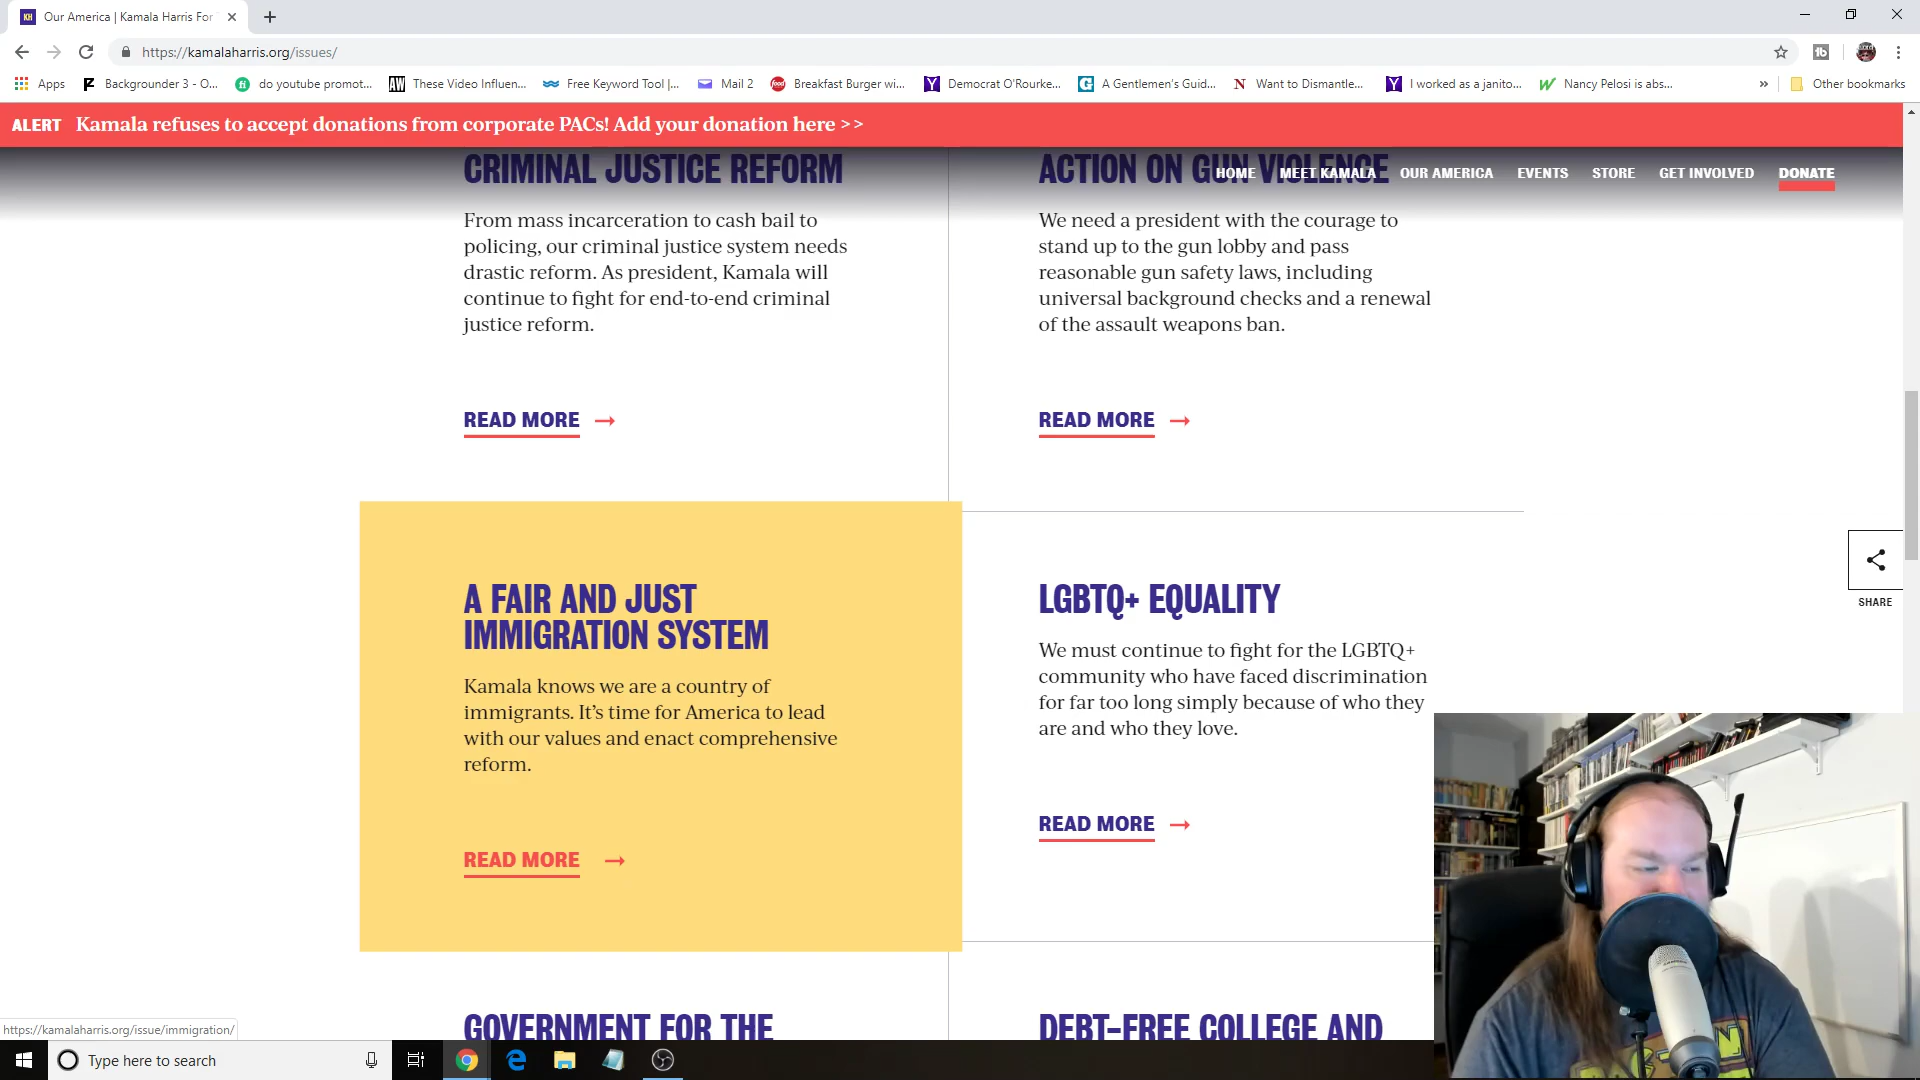 KH Our America | Kamala Harris For
https://kamalaharris.org/issues/
Apps
Backgrounder 3 - O...
do youtube promot...
AW These Video Influen...
Free Keyword Tool |...
Mail 2
food Breakfast Burger wi...
Y Democrat O'Rourke...
G A Gentlemen's Guid...
N Want to Dismantle...
Y I worked as a janito...
Nancy Pelosi is abs...
»
Other bookmarks
ALERT Kamala refuses to accept donations from corporate PACs! Add your donation here >>
HOME MEET KAMALA OUR AMERICA EVENTS STORE GET INVOLVED DONATE
CRIMINAL JUSTICE REFORM
From mass incarceration to cash bail to
policing, our criminal justice system needs
drastic reform. As president, Kamala will
continue to fight for end-to-end criminal
justice reform.
READ MORE →
ACTION ON GUN VIOLENCE
We need a president with the courage to
stand up to the gun lobby and pass
reasonable gun safety laws, including
universal background checks and a renewal
of the assault weapons ban.
READ MORE →
A FAIR AND JUST
IMMIGRATION SYSTEM
Kamala knows we are a country of
immigrants. It's time for America to lead
with our values and enact comprehensive
reform.
READ MORE →
LGBTQ+ EQUALITY
We must continue to fight for the LGBTQ+
community who have faced discrimination
for far too long simply because of who they
are and who they love.
READ MORE →
SHARE
GOVERNMENT FOR THE
DEBT-FREE COLLEGE AND
https://kamalaharris.org/issue/immigration/
Type here to search